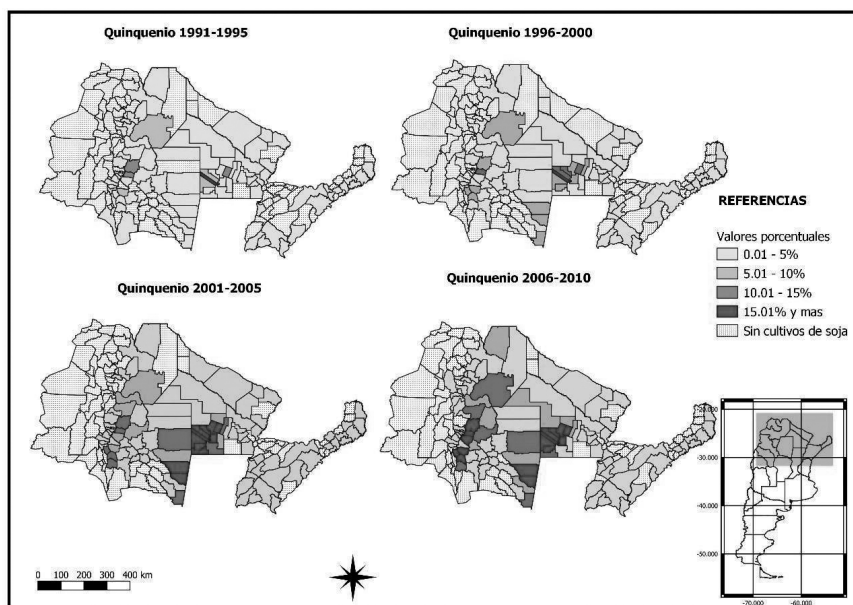 Quinquenio 1991-1995
Quinquenio 1996-2000
REFERENCIAS
Valores porcentuales
0.01 - 5%
5.01 - 10%
10.01 - 15%
15.01% y mas
Sin cultivos de soja
Quinquenio 2001-2005
Quinquenio 2006-2010
-20.000
-30.000
-40.000
-50.000
-70.000 -60.000
0 100 200 300 400 km